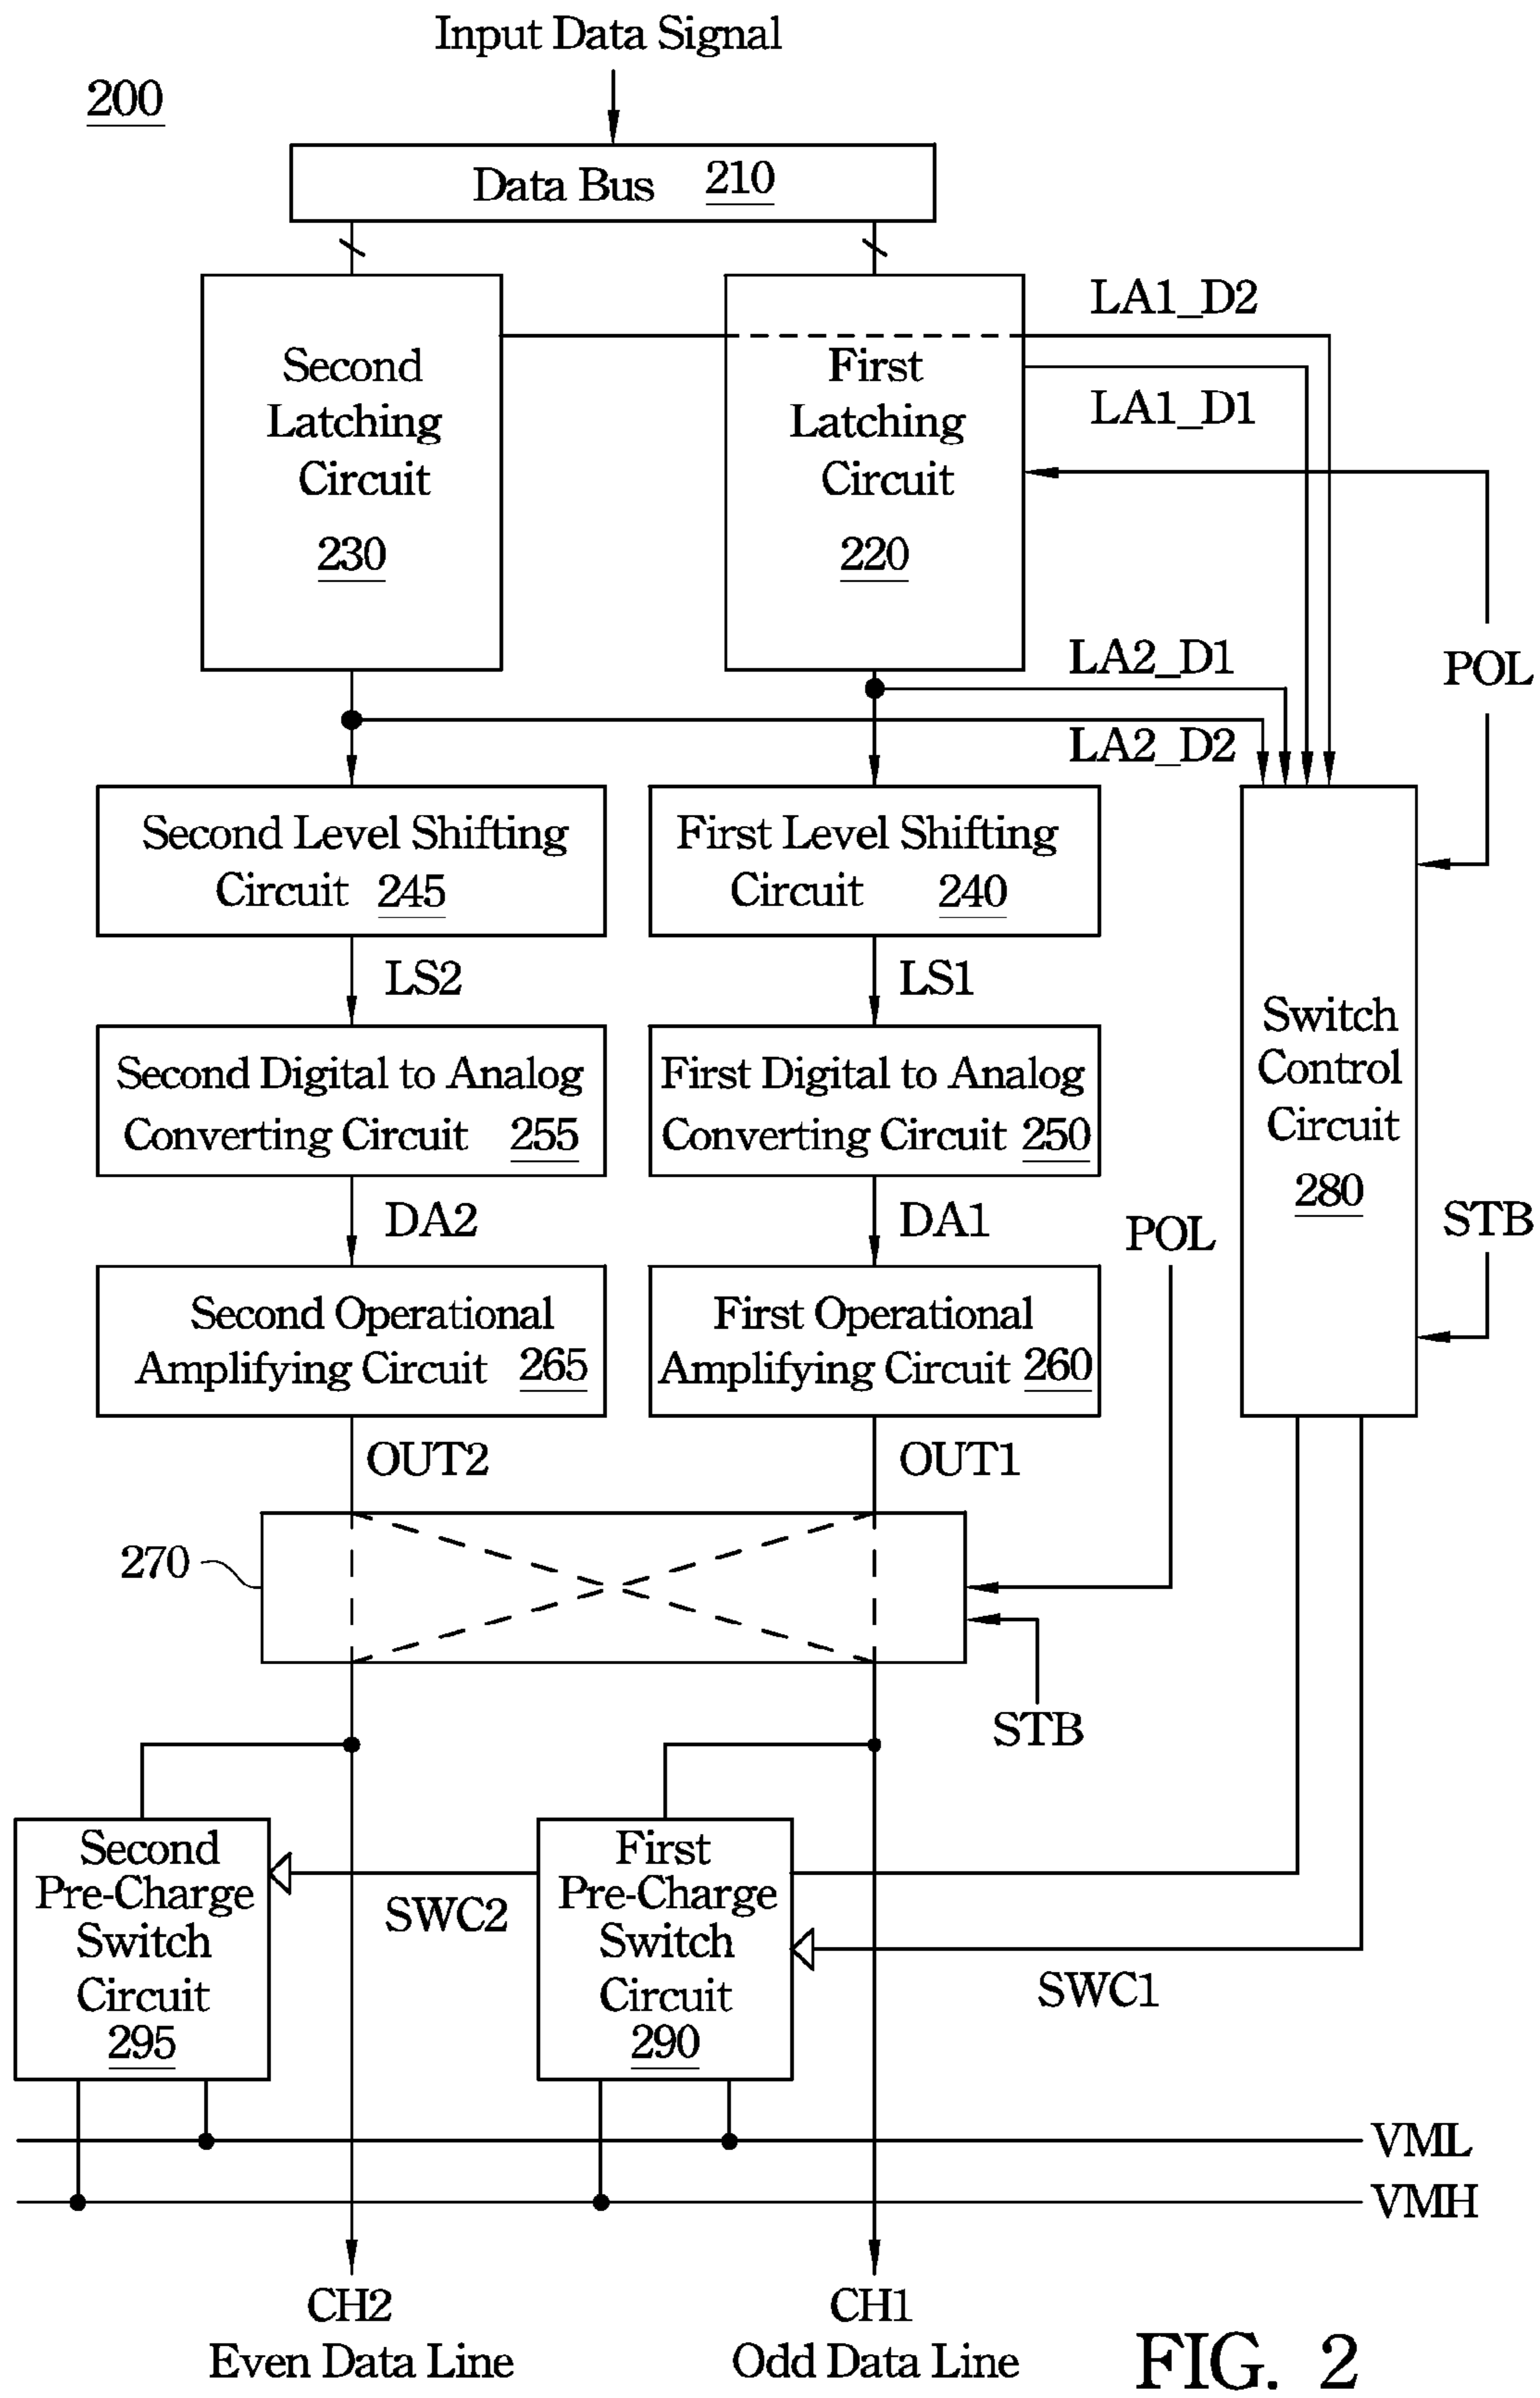 Input Data Signal
200
Data Bus 210
LA1_D2
Second
Latching
Circuit
230
First
Latching
Circuit
220
LA1_D1
LA2_D1
POL
LA2_D2
Second Level Shifting
Circuit 245
First Level Shifting
Circuit 240
LS2
LS1
Switch
Control
Circuit
280
Second Digital to Analog
Converting Circuit 255
First Digital to Analog
Converting Circuit 250
DA2
DA1
POL
STB
Second Operational
Amplifying Circuit 265
First Operational
Amplifying Circuit 260
OUT2
OUT1
270
STB
Second
Pre-Charge
Switch
Circuit
295
SWC2
First
Pre-Charge
Switch
Circuit
290
SWC1
VML
VMH
CH2
Even Data Line
CH1
Odd Data Line
FIG. 2